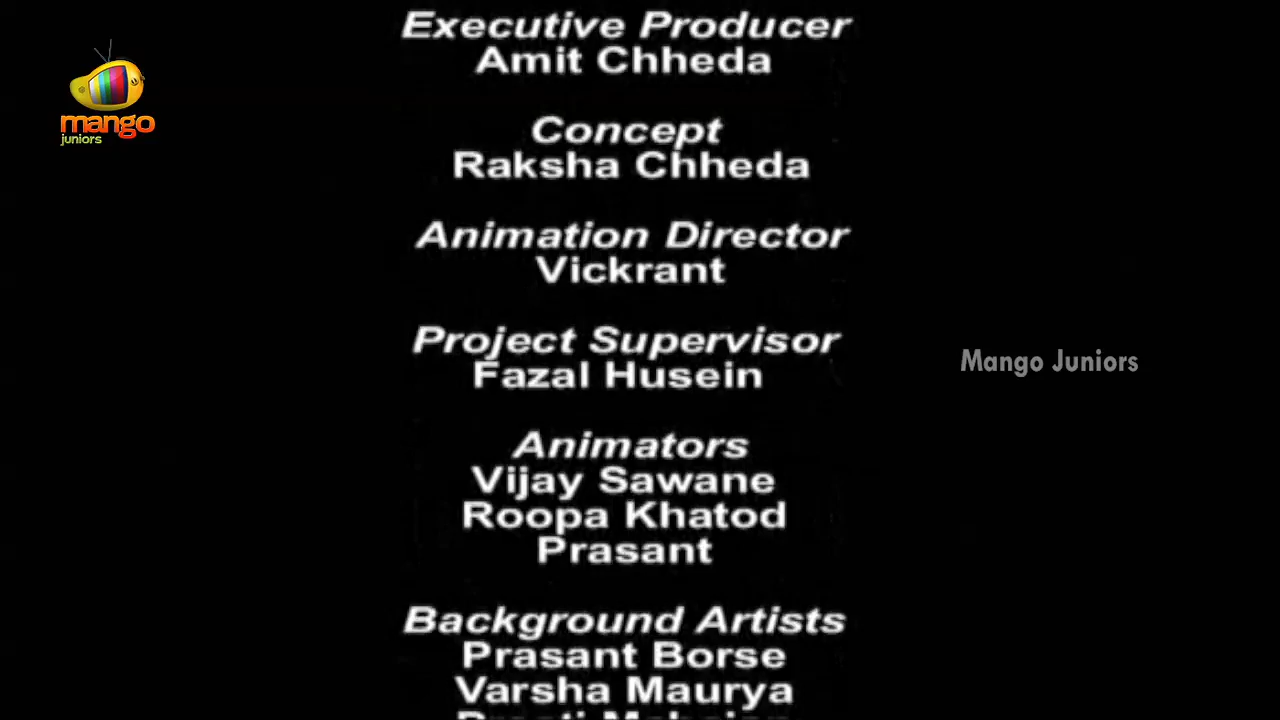 Executive Producer
Amit Chheda
mango
juniors
Concept
Raksha Chheda
Animation Director
Vickrant
Project Supervisor
Fazal Husein
Mango Juniors
Animators
Vijay Sawane
Roopa Khatod
Prasant
Background Artists
Prasant Borse
Varsha Maurya